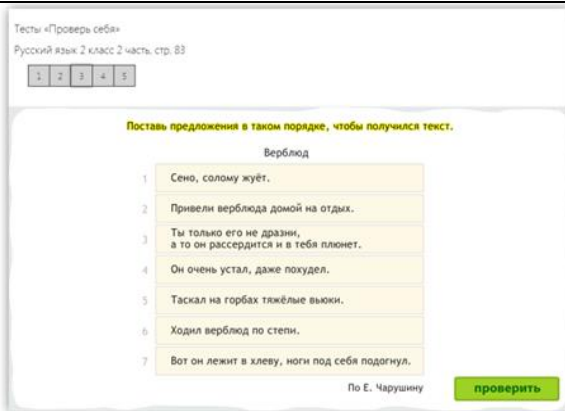 Тесты «Проверь себя»
Русский язык 2 класс 2 часть. стр. 83
1 2 3 4 5
Поставь предложения в таком порядке, чтобы получился текст.
Верблюд
1 Сено, солому жуёт.
2 Привели верблюда домой на отдых.
3 Ты только его не дразни,
а то он рассердится и в тебя плюнет.
4 Он очень устал, даже похудел.
5 Таскал на горбах тяжёлые вьюки.
6 Ходил верблюд по степи.
7 Вот он лежит в хлеву, ноги под себя подогнул.
По Е. Чарушину
проверить